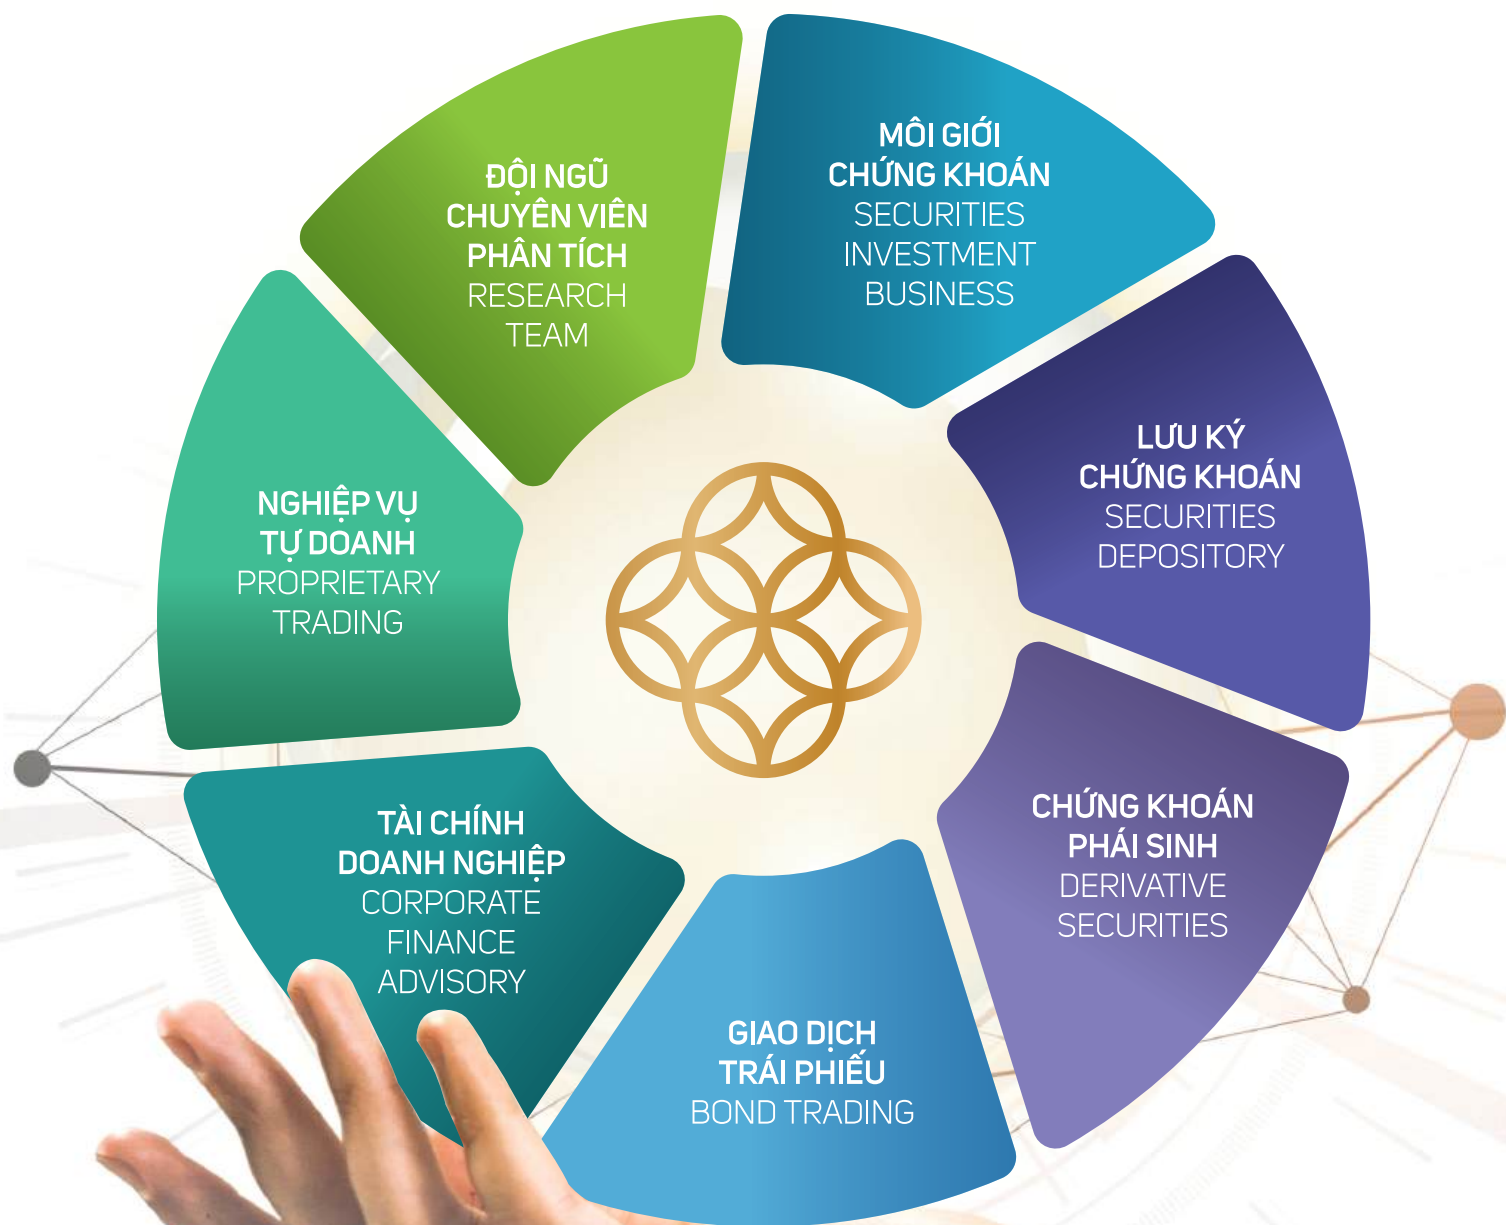 MÔI GIỚI
CHỨNG KHOÁN
SECURITIES
INVESTMENT
BUSINESS
LƯU KÝ
CHỨNG KHOÁN
SECURITIES
DEPOSITORY
CHỨNG KHOÁN
PHÁI SINH
DERIVATIVE
SECURITIES
GIAO DỊCH
TRÁI PHIẾU
BOND TRADING
TÀI CHÍNH
DOANH NGHIỆP
CORPORATE
FINANCE
ADVISORY
NGHIỆP VỤ
TỰ DOANH
PROPRIETARY
TRADING
ĐỘI NGŨ
CHUYÊN VIÊN
PHÂN TÍCH
RESEARCH
TEAM